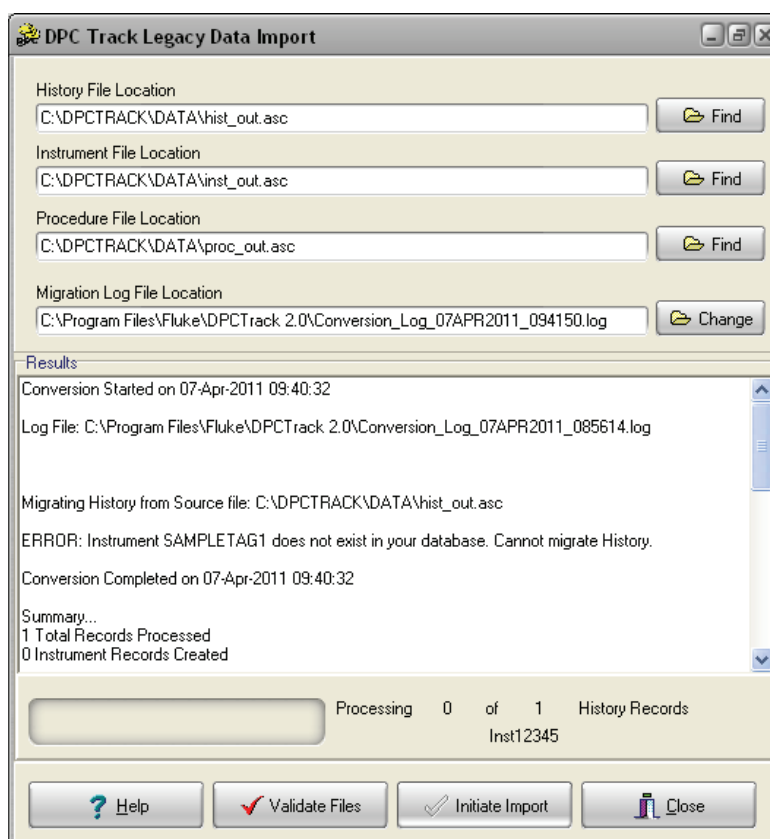 DPC Track Legacy Data Import
History File Location
C:\DPCTRACK\DATA\hist_out.asc
Find
Instrument File Location
C:\DPCTRACK\DATA\inst_out.asc
Find
Procedure File Location
C:\DPCTRACK\DATA\proc_out.asc
Find
Migration Log File Location
C:\Program Files\Fluke\DPCTrack 2.0\Conversion_Log_07APR2011_094150.log
Change
Results
Conversion Started on 07-Apr-2011 09:40:32
Log File: C:\Program Files\Fluke\DPCTrack 2.0\Conversion_Log_07APR2011_085614.log
Migrating History from Source file: C:\DPCTRACK\DATA\hist_out.asc
ERROR: Instrument SAMPLETAG1 does not exist in your database. Cannot migrate History.
Conversion Completed on 07-Apr-2011 09:40:32
Summary...
1 Total Records Processed
0 Instrument Records Created
Processing 0 of 1 History Records
Inst12345
Help
Validate Files
Initiate Import
Close